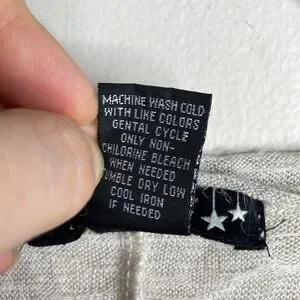 MACHINE WASH COLD
WITH LIKE COLORS
GENTAL CYCLE
ONLY NON-
CHLORINE BLEACH
WHEN NEEDED
TUMBLE DRY LOW
COOL IRON
IF NEEDED